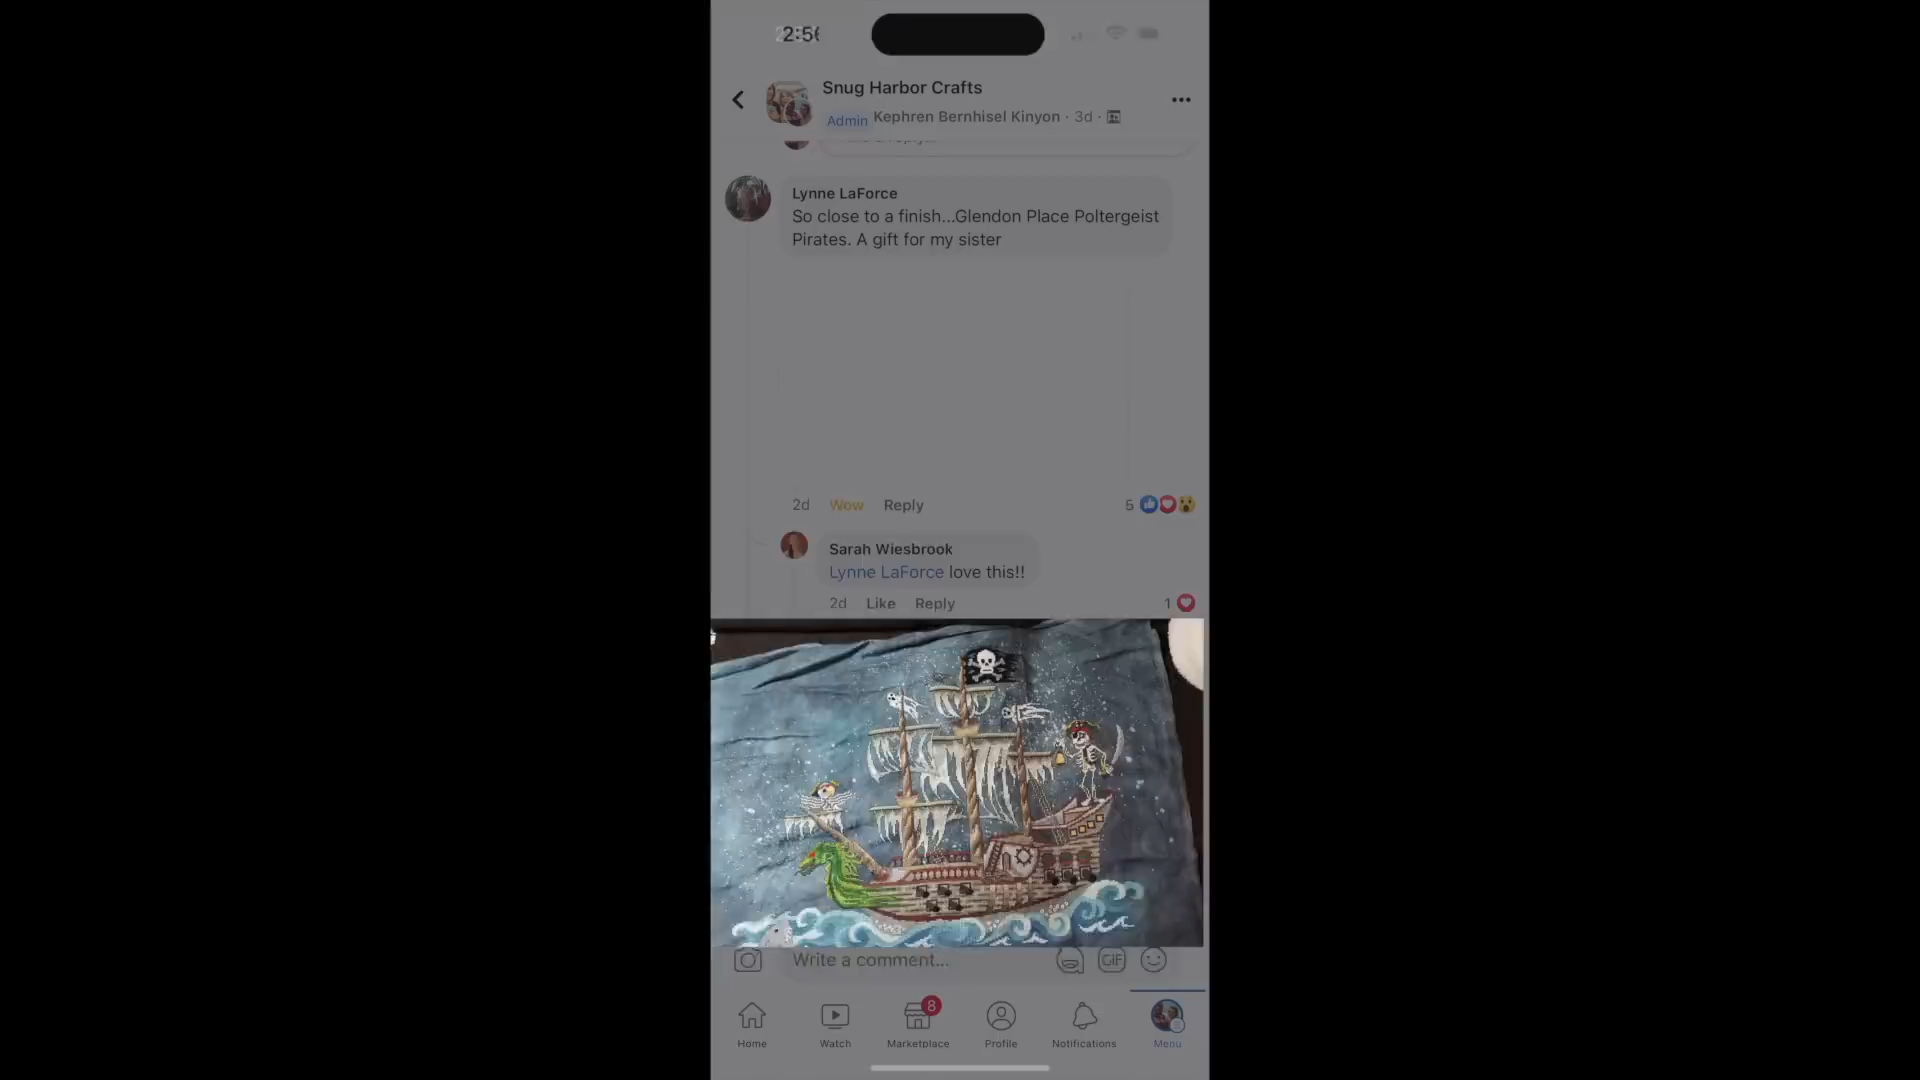 Snug Harbor Crafts
Admin Kephren Bernhisel Kinyon · 3d ·
Lynne LaForce
So close to a finish...Glendon Place Poltergeist
Pirates. A gift for my sister
2d Wow Reply 5
Sarah Wiesbrook
Lynne LaForce love this!!
2d Like Reply 1
Write a comment...
GIF
8
Home Watch Marketplace Profile Notifications Menu